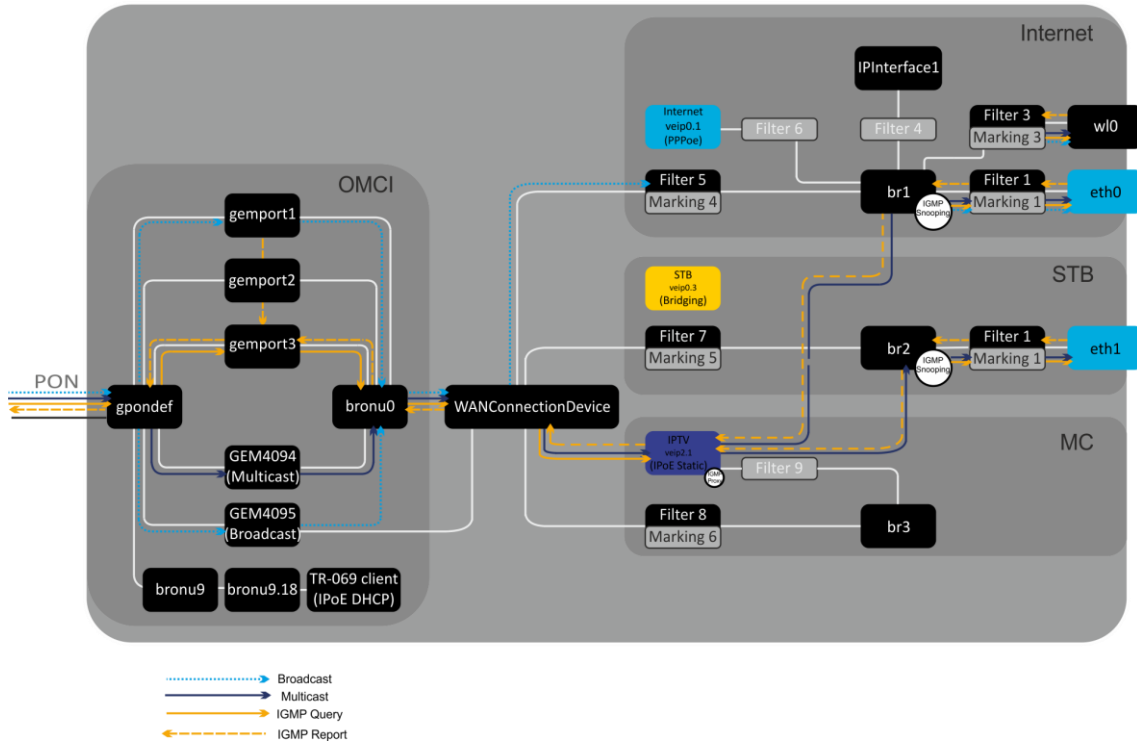 Internet
IPInterface1
Internet
veip0.1
(PPPoe)
Filter 6
Filter 4
Filter 3
Marking 3
wl0
Filter 5
Marking 4
br1
IGMP
Snooping
Filter 1
Marking 1
eth0
OMCI
gemport1
gemport2
gemport3
STB
STB
veip0.3
(Bridging)
Filter 7
Marking 5
br2
IGMP
Snooping
Filter 1
Marking 1
eth1
PON
gpondef
bronu0
WANConnectionDevice
MC
IPTV
veip2.1
(IPoE Static)
IGMP
Proxy
Filter 9
GEM4094
(Multicast)
GEM4095
(Broadcast)
Filter 8
Marking 6
br3
bronu9
bronu9.18
TR-069 client
(IPoE DHCP)
Broadcast
Multicast
IGMP Query
IGMP Report